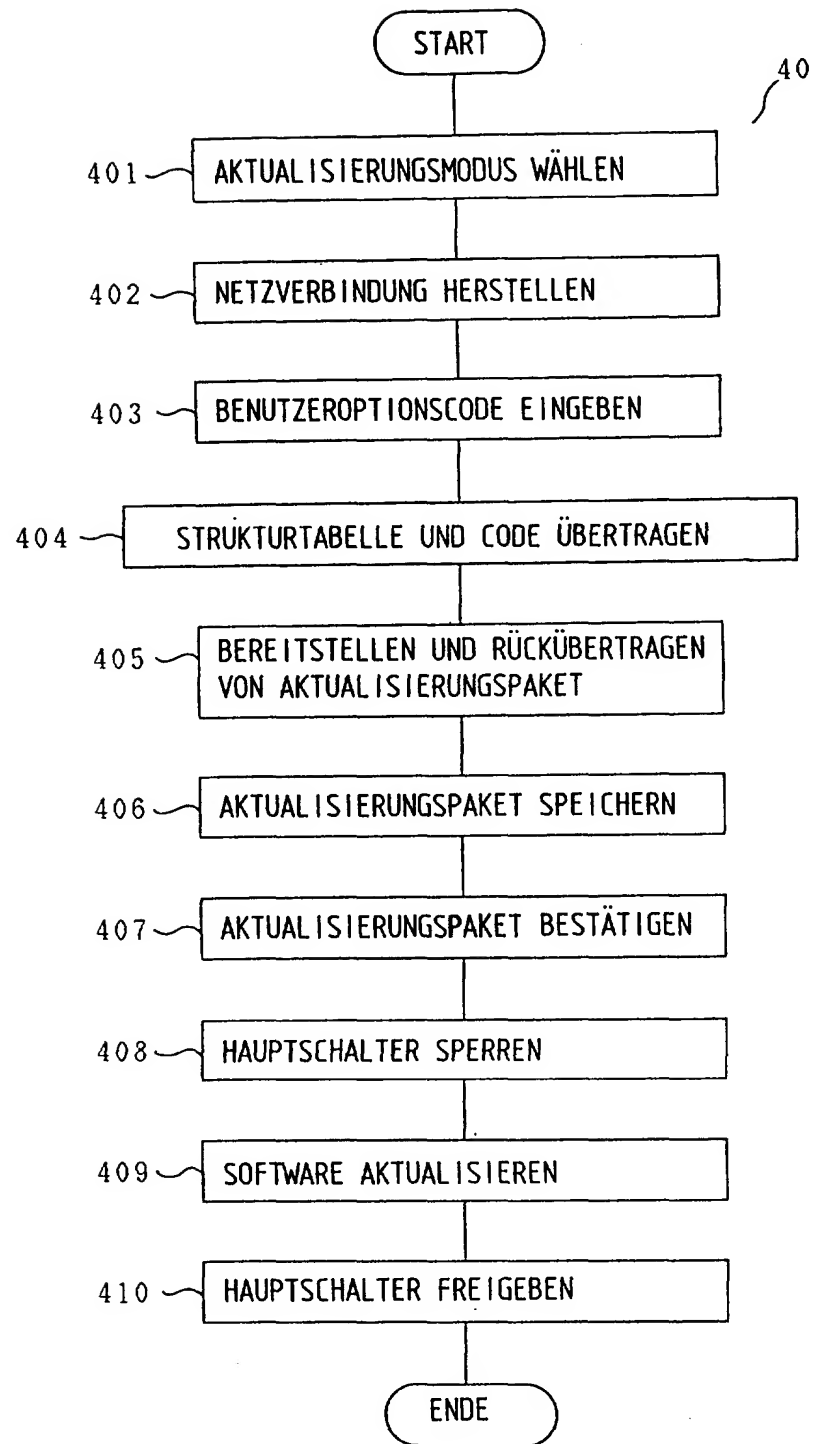 START
40
401 AKTUALISIERUNGSMODUS WÄHLEN
402 NETZVERBINDUNG HERSTELLEN
403 BENUTZEROPTIONSCODE EINGEBEN
404 STRUKTURTABELLE UND CODE ÜBERTRAGEN
405 BEREITSTELLEN UND RÜCKÜBERTRAGEN
VON AKTUALISIERUNGSPAKET
406 AKTUALISIERUNGSPAKET SPEICHERN
407 AKTUALISIERUNGSPAKET BESTÄTIGEN
408 HAUPTSCHALTER SPERREN
409 SOFTWARE AKTUALISIEREN
410 HAUPTSCHALTER FREIGEBEN
ENDE